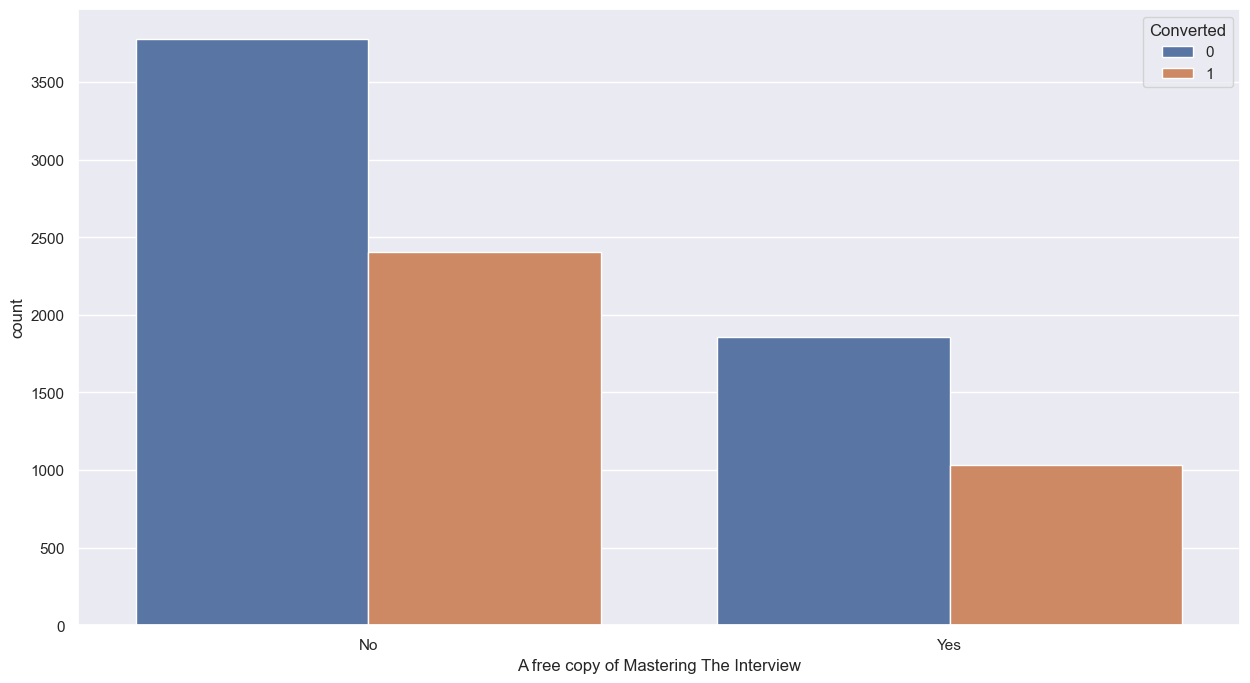 Converted
0
1
3500
3000
2500
2000
1500
1000
500
0
count
No
Yes
A free copy of Mastering The Interview